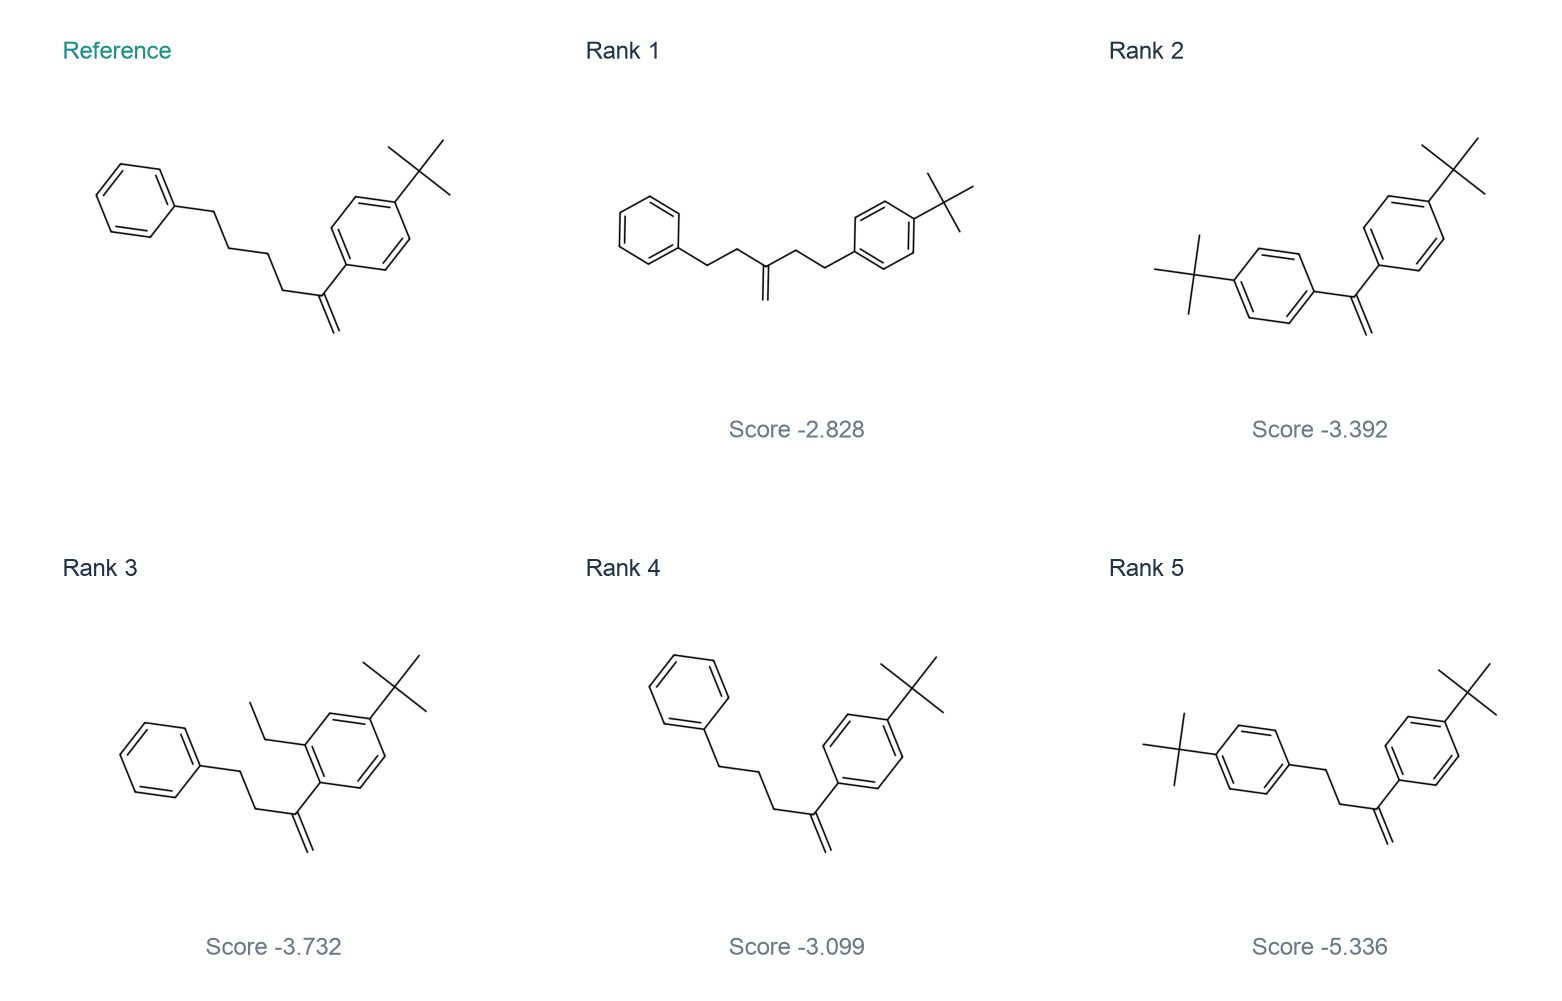 Reference
Rank 1
Rank 2
Score -2.828
Score -3.392
Rank 3
Rank 4
Rank 5
Score -3.732
Score -3.099
Score -5.336